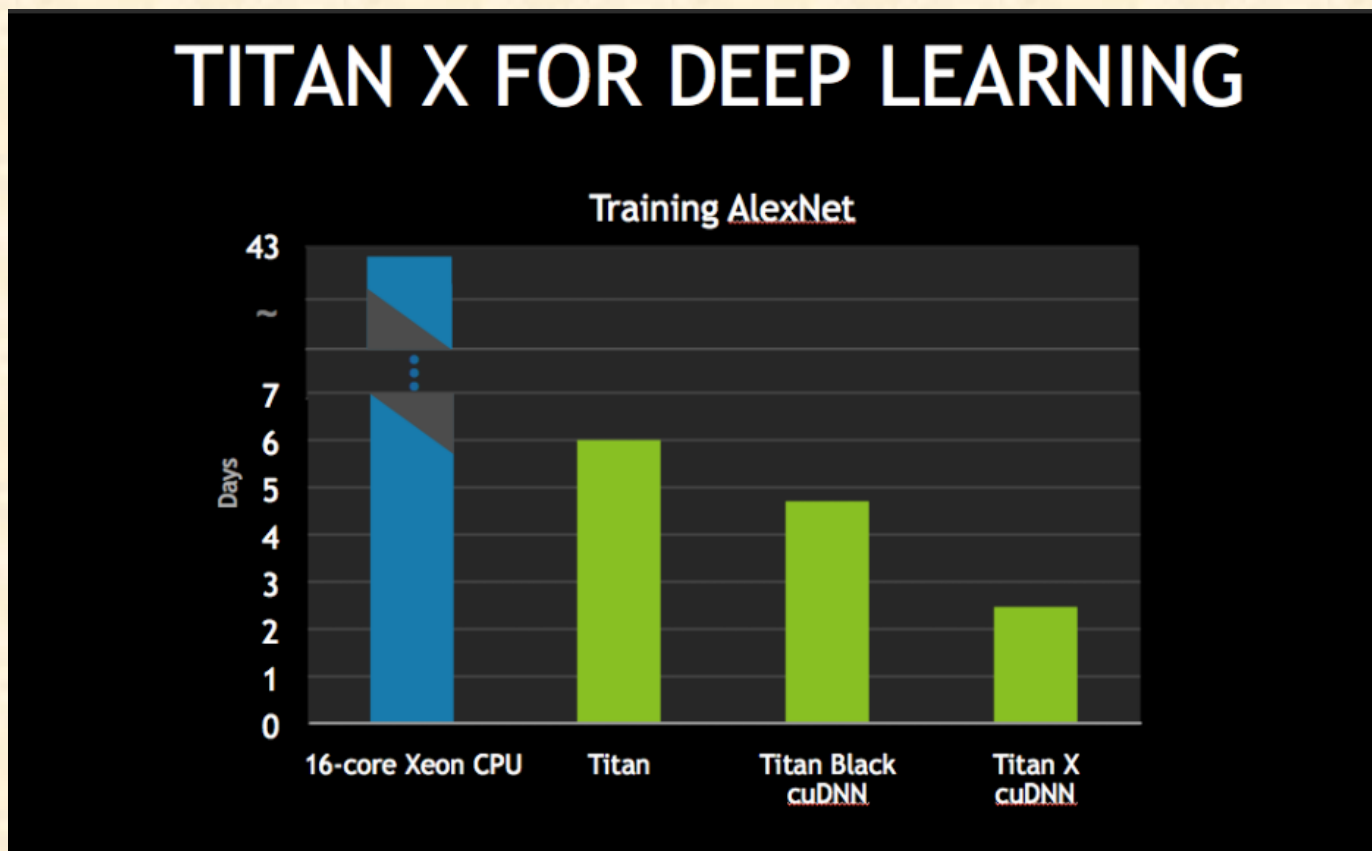 TITAN X FOR DEEP LEARNING
Training AlexNet
43
~
7
6
5
4
3
2
1
0
Days
16-core Xeon CPU
Titan
Titan Black
cuDNN
Titan X
cuDNN